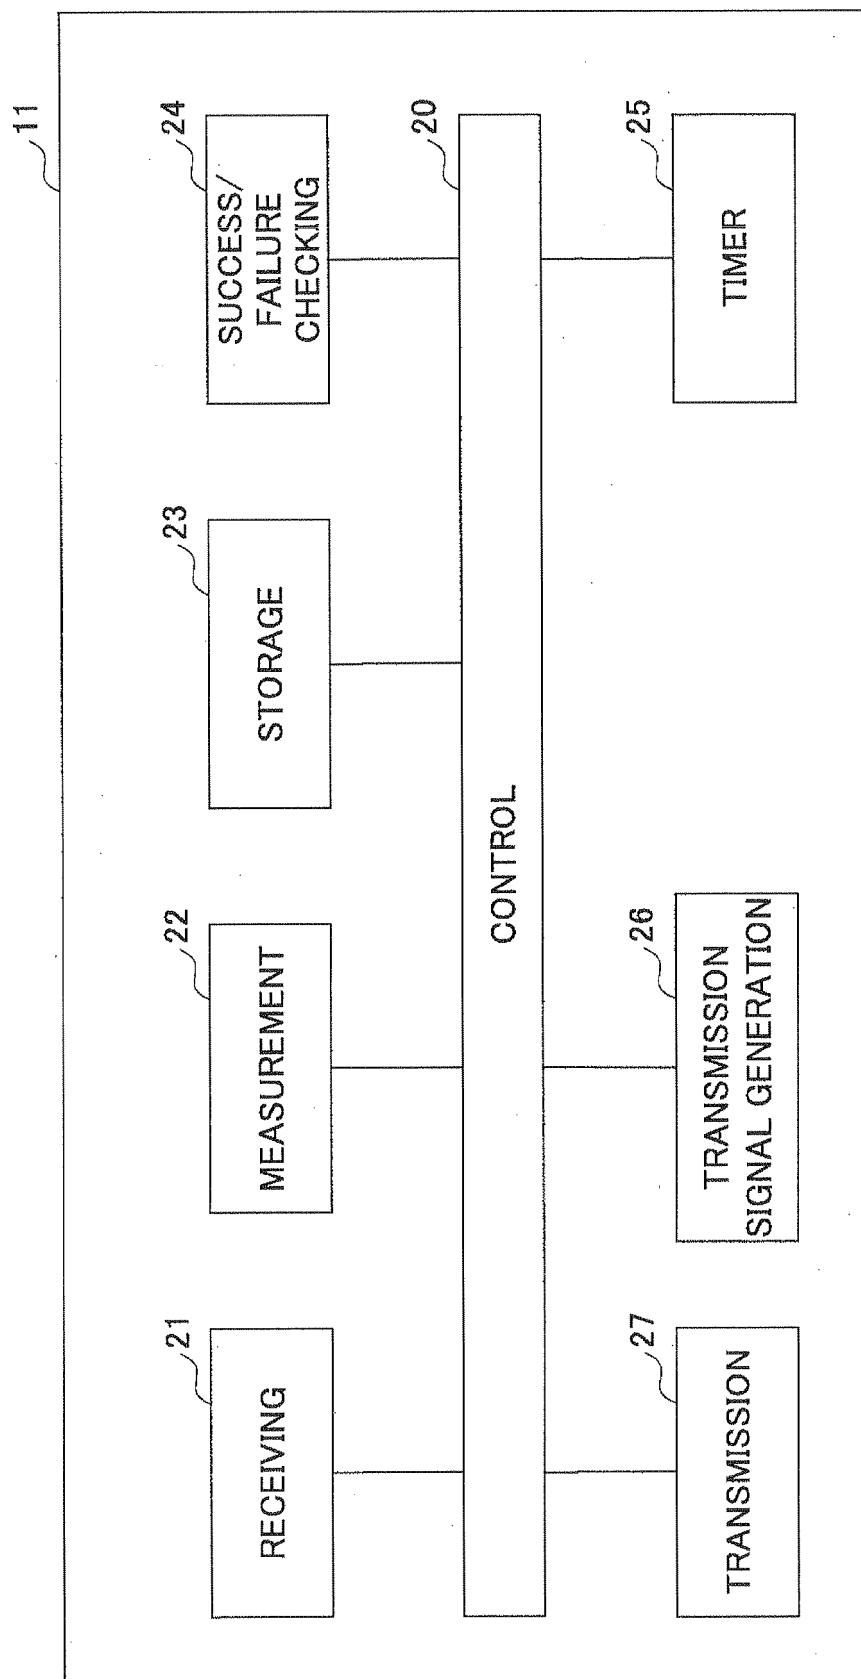 11
21
RECEIVING
22
MEASUREMENT
23
STORAGE
24
SUCCESS/
FAILURE
CHECKING
20
CONTROL
27
TRANSMISSION
26
TRANSMISSION
SIGNAL GENERATION
25
TIMER